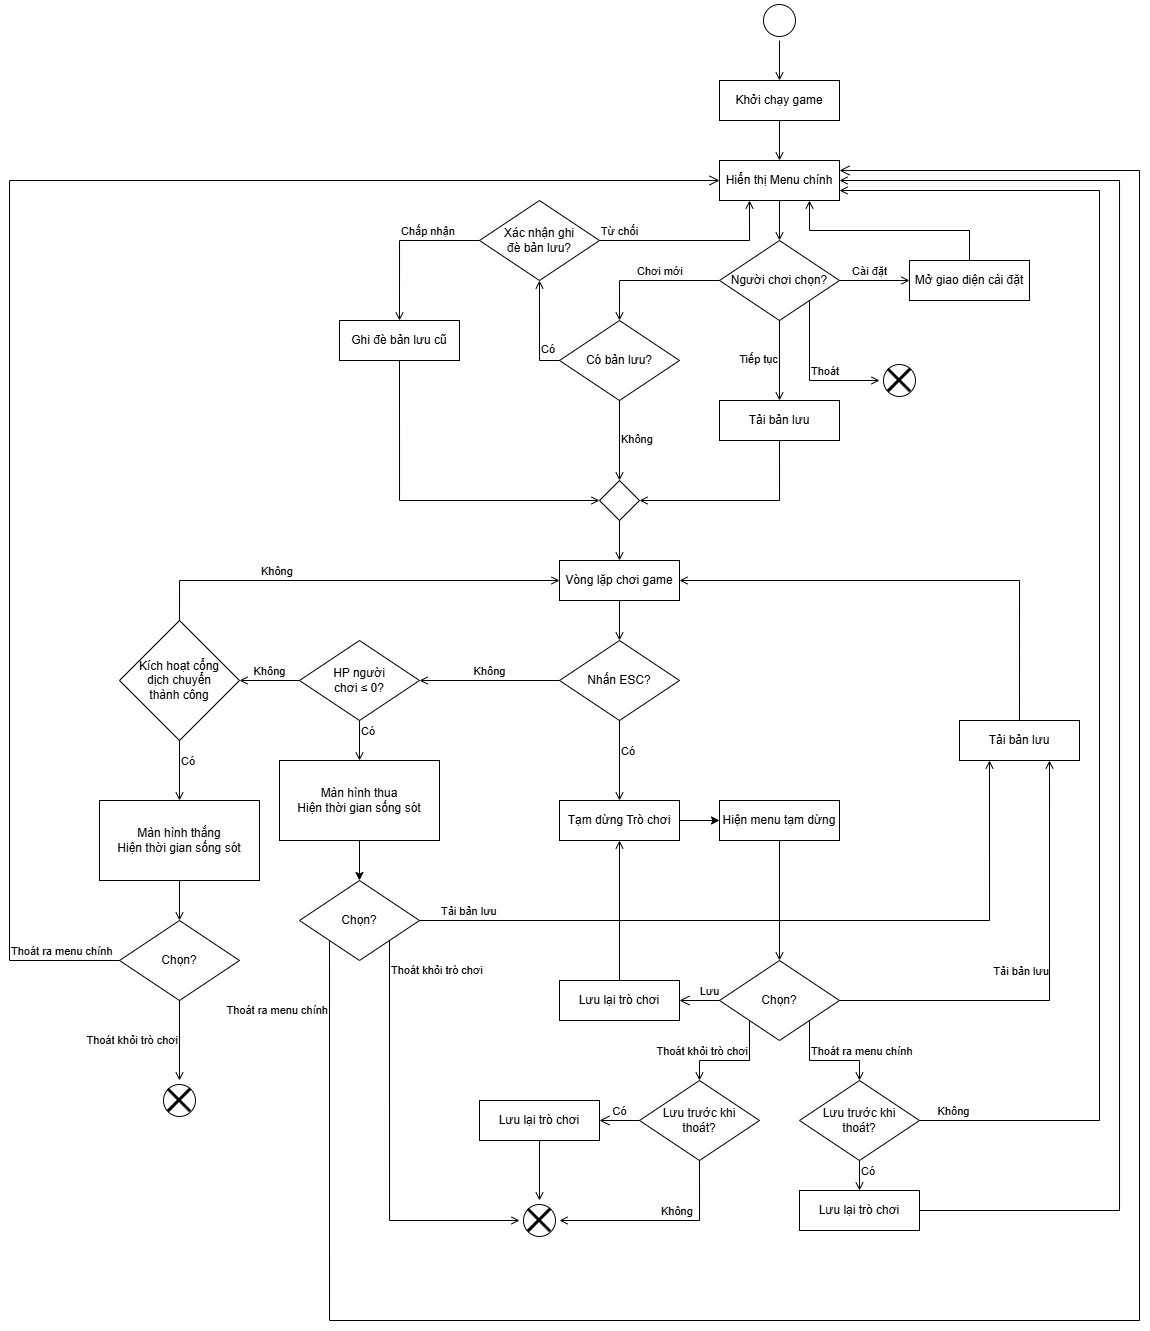 Khởi chạy game
Hiển thị Menu chính
Chấp nhận
Xác nhận ghi
đè bản lưu?
Từ chối
Chơi mới
Người chơi chọn?
Cài đặt
Mở giao diện cài đặt
Ghi đè bản lưu cũ
Có
Có bản lưu?
Tiếp tục
Thoát
Tải bản lưu
Không
Không
Vòng lặp chơi game
Kích hoạt cổng
dịch chuyển
thành công
Không
HP người
chơi ≤ 0?
Không
Nhấn ESC?
Có
Có
Có
Tải bản lưu
Màn hình thua
Hiện thời gian sống sót
Màn hình thắng
Hiện thời gian sống sót
Tạm dừng Trò chơi
Hiện menu tạm dừng
Chọn?
Tải bản lưu
Thoát ra menu chính
Chọn?
Thoát khỏi trò chơi
Tải bản lưu
Thoát ra menu chính
Lưu lại trò chơi
Lưu
Chọn?
Thoát khỏi trò chơi
Thoát khỏi trò chơi
Thoát ra menu chính
Lưu lại trò chơi
Có
Lưu trước khi
thoát?
Lưu trước khi
thoát?
Không
Có
Không
Lưu lại trò chơi